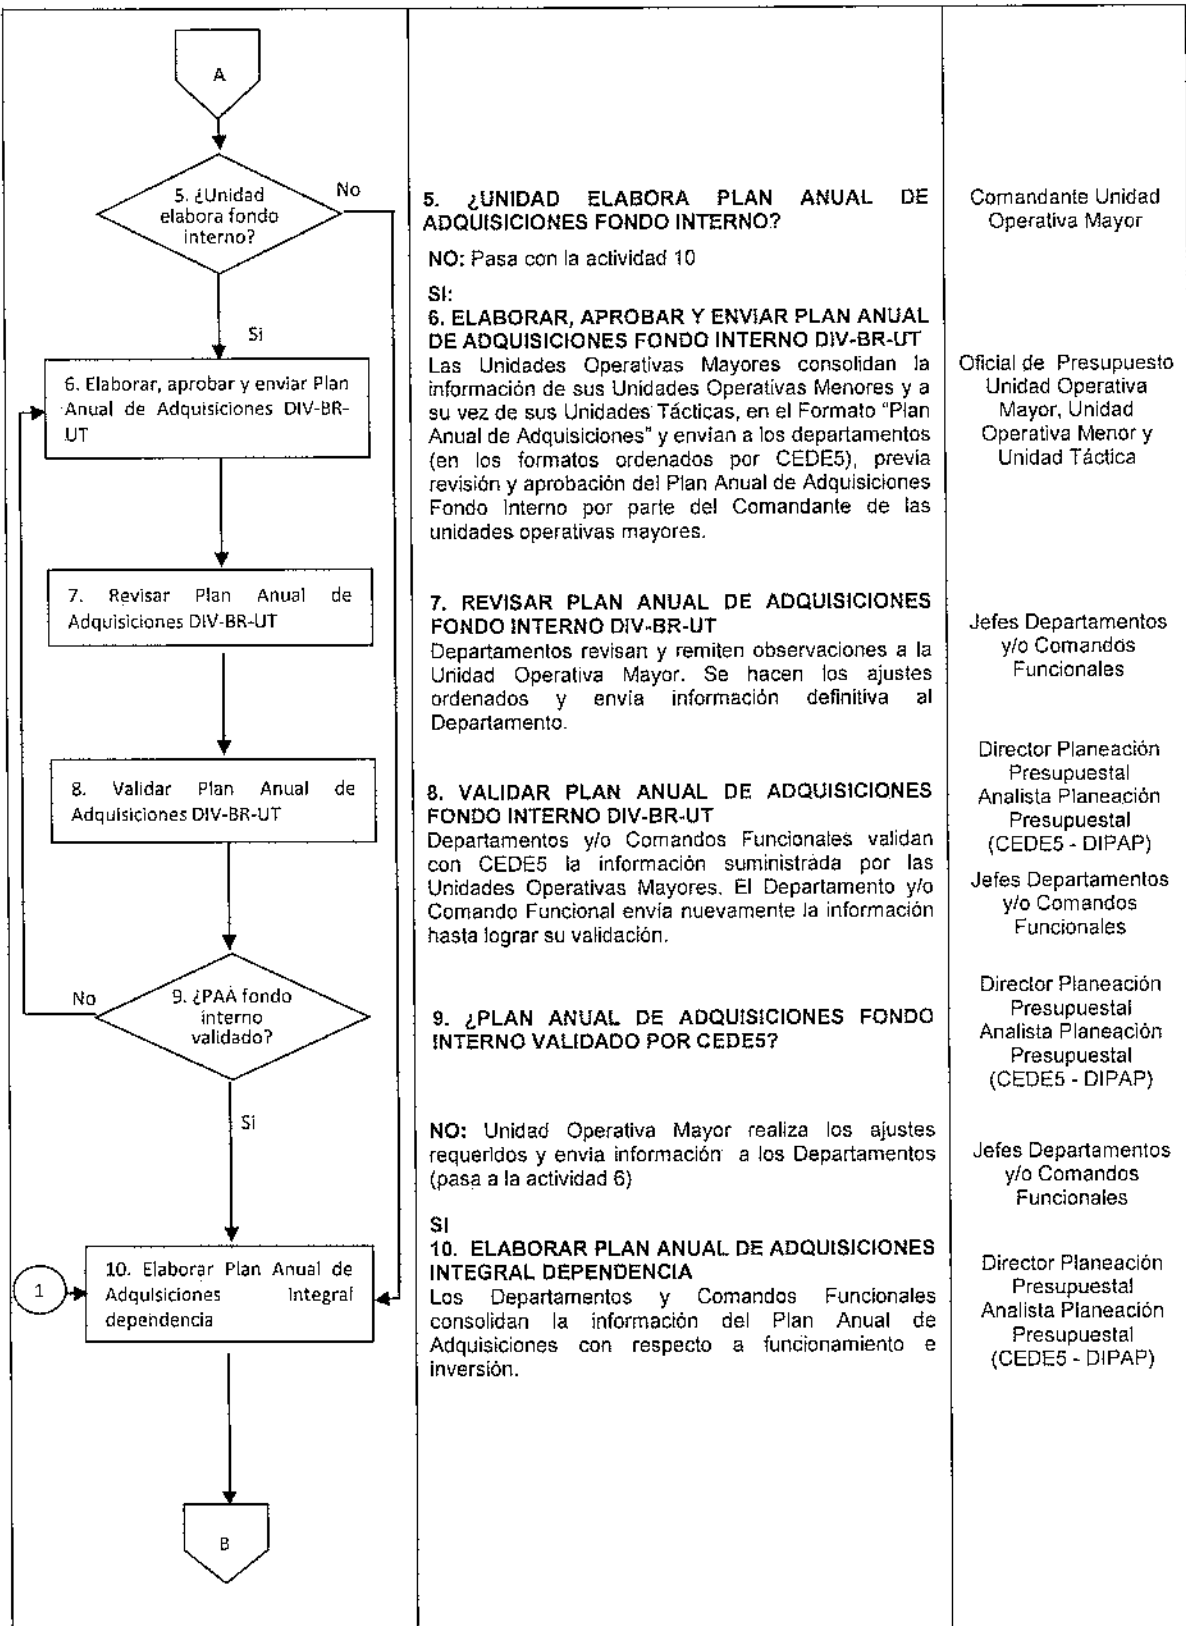 A
5. ¿Unidad
elabora fondo
interno?
No
Si
6. Elaborar, aprobar y enviar Plan
Anual de Adquisiciones DIV-BR-
UT
7. Revisar Plan Anual de
Adquisiciones DIV-BR-UT
8. Validar Plan Anual de
Adquisiciones DIV-BR-UT
No
9. ¿PAA fondo
interno
validado?
Si
1
10. Elaborar Plan Anual de
Adquisiciones Integral
dependencia
B
5. ¿UNIDAD ELABORA PLAN ANUAL DE
ADQUISICIONES FONDO INTERNO?
NO: Pasa con la actividad 10
SI:
6. ELABORAR, APROBAR Y ENVIAR PLAN ANUAL
DE ADQUISICIONES FONDO INTERNO DIV-BR-UT
Las Unidades Operativas Mayores consolidan la
información de sus Unidades Operativas Menores y a
su vez de sus Unidades Tácticas, en el Formato "Plan
Anual de Adquisiciones" y envían a los departamentos
(en los formatos ordenados por CEDE5), previa
revisión y aprobación del Plan Anual de Adquisiciones
Fondo Interno por parte del Comandante de las
unidades operativas mayores.
7. REVISAR PLAN ANUAL DE ADQUISICIONES
FONDO INTERNO DIV-BR-UT
Departamentos revisan y remiten observaciones a la
Unidad Operativa Mayor. Se hacen los ajustes
ordenados y envía información definitiva al
Departamento.
8. VALIDAR PLAN ANUAL DE ADQUISICIONES
FONDO INTERNO DIV-BR-UT
Departamentos y/o Comandos Funcionales validan
con CEDE5 la información suministrada por las
Unidades Operativas Mayores. El Departamento y/o
Comando Funcional envía nuevamente la información
hasta lograr su validación.
9. ¿PLAN ANUAL DE ADQUISICIONES FONDO
INTERNO VALIDADO POR CEDE5?
NO: Unidad Operativa Mayor realiza los ajustes
requeridos y envia información a los Departamentos
(pasa a la actividad 6)
SI
10. ELABORAR PLAN ANUAL DE ADQUISICIONES
INTEGRAL DEPENDENCIA
Los Departamentos y Comandos Funcionales
consolidan la información del Plan Anual de
Adquisiciones con respecto a funcionamiento e
inversión.
Comandante Unidad
Operativa Mayor
Oficial de Presupuesto
Unidad Operativa
Mayor, Unidad
Operativa Menor y
Unidad Táctica
Jefes Departamentos
y/o Comandos
Funcionales
Director Planeación
Presupuestal
Analista Planeación
Presupuestal
(CEDE5 - DIPAP)
Jefes Departamentos
y/o Comandos
Funcionales
Director Planeación
Presupuestal
Analista Planeación
Presupuestal
(CEDE5 - DIPAP)
Jefes Departamentos
y/o Comandos
Funcionales
Director Planeación
Presupuestal
Analista Planeación
Presupuestal
(CEDE5 - DIPAP)